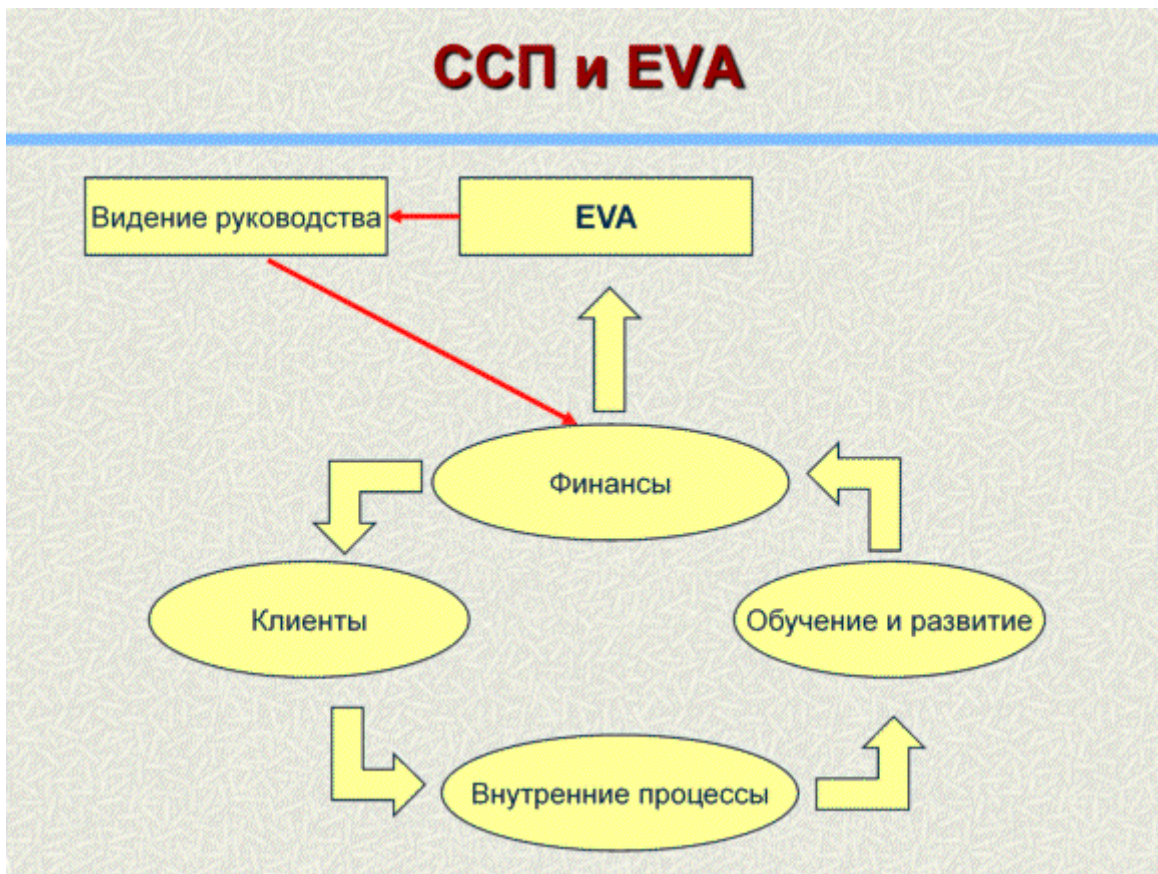 ССП и EVA
Видение руководства
EVA
Финансы
Клиенты
Обучение и развитие
Внутренние процессы